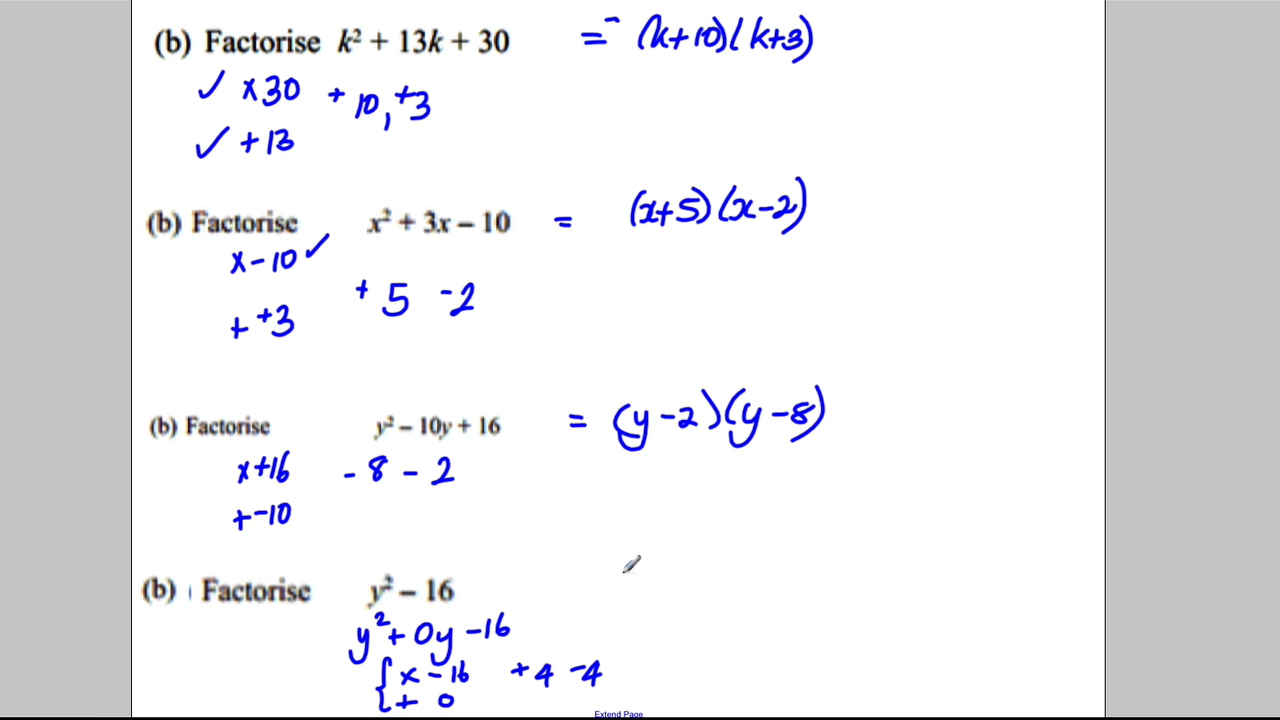 (b) Factorise k² + 13k + 30 = (k+10)(k+3)
✓ ×30 +10, +3
✓ +13
(b) Factorise x² + 3x – 10 = (x+5)(x-2)
x-10 ✓
+5 -2
+ +3
(b) Factorise y² – 10y + 16 = (y-2)(y-8)
x+16 -8 -2
+-10
(b) Factorise y² – 16
y²+0y-16
{x -16 +4 -4
+ 0
Extend Page